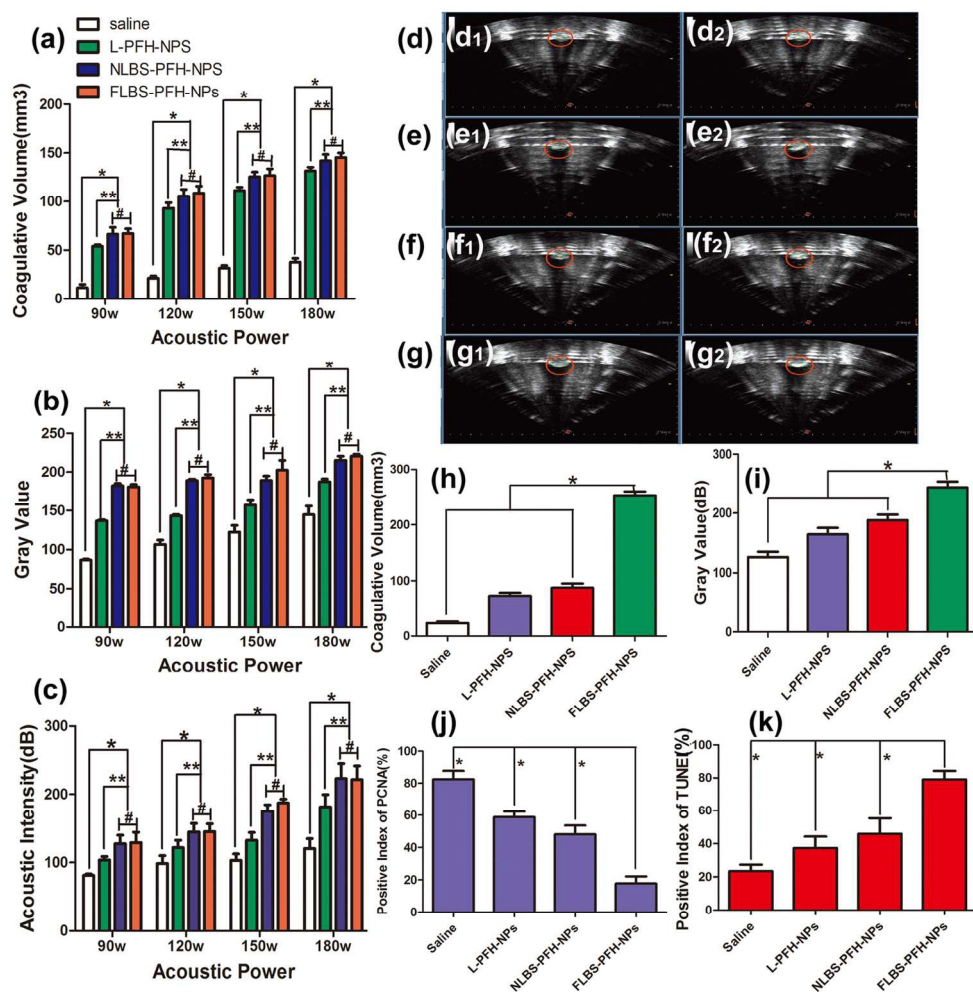 saline
L-PFH-NPS
NLBS-PFH-NPS
FLBS-PFH-NPs
(a)
Coagulative Volume(mm3)
200
150
100
50
0
* ** #
* ** #
* ** #
* ** #
90w 120w 150w 180w
Acoustic Power
(b)
Gray Value
250
200
150
100
50
0
* ** #
* ** #
* ** #
* ** #
90w 120w 150w 180w
Acoustic Power
(c)
Acoustic Intensity(dB)
300
200
100
0
* ** #
* ** #
* ** #
* ** #
90w 120w 150w 180w
Acoustic Power
(d) (d1) (d2)
(e) (e1) (e2)
(f) (f1) (f2)
(g) (g1) (g2)
(h)
Coagulative Volume(mm3)
300
200
100
0
*
Saline
L-PFH-NPS
NLBS-PFH-NPS
FLBS-PFH-NPS
(i)
Gray Value(dB)
300
200
100
0
*
Saline
L-PFH-NPS
NLBS-PFH-NPS
FLBS-PFH-NPS
(j)
Positive Index of PCNA(%)
100
80
60
40
20
0
* * *
Saline
L-PFH-NPs
NLBS-PFH-NPs
FLBS-PFH-NPs
(k)
Positive Index of TUNE(%)
100
80
60
40
20
0
* * *
Saline
L-PFH-NPs
NLBS-PFH-NPs
FLBS-PFH-NPs